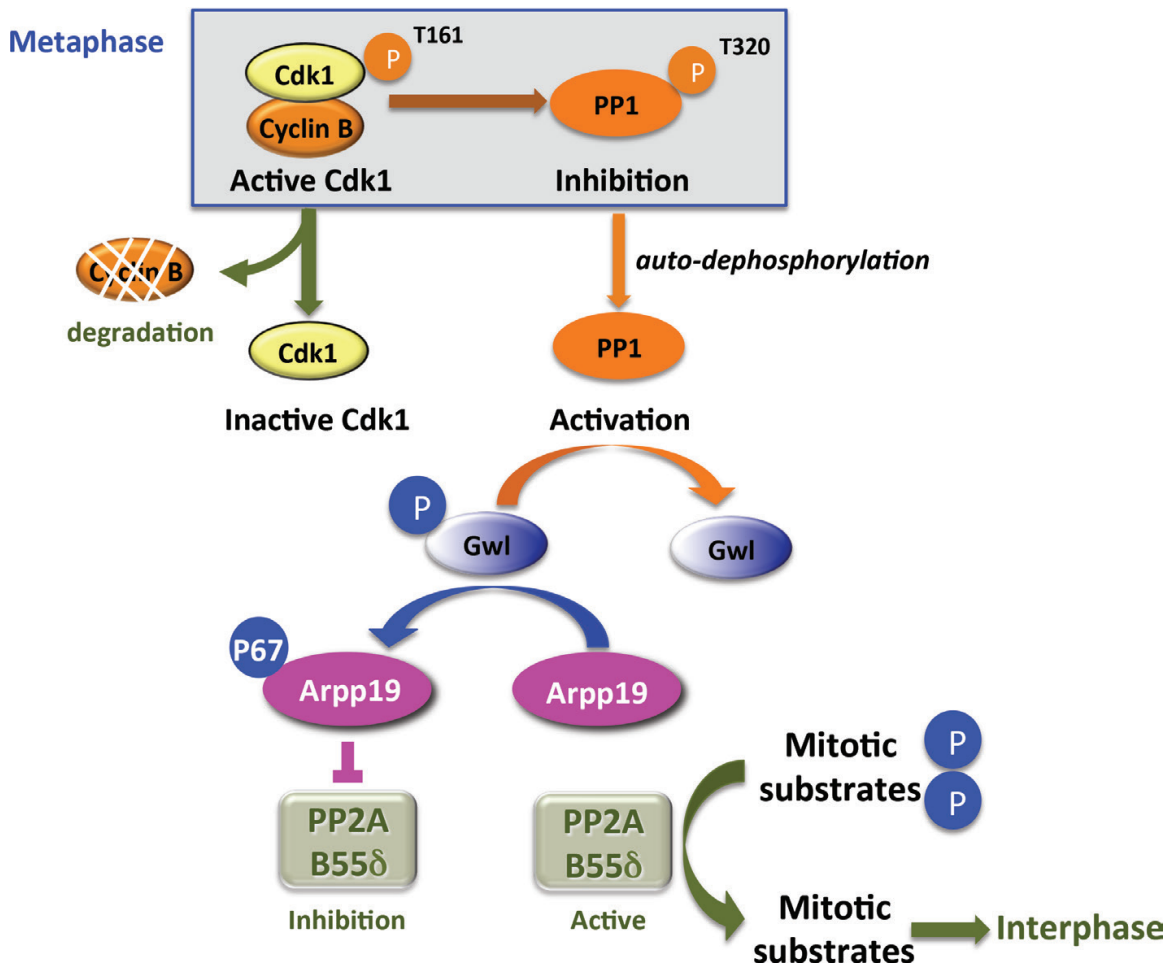 Metaphase
Cdk1
P
T161
Cyclin B
Active Cdk1
PP1
P
T320
Inhibition
Cyclin B
degradation
auto-dephosphorylation
Cdk1
Inactive Cdk1
PP1
Activation
P
Gwl
Gwl
P67
Arpp19
Arpp19
PP2A
B55δ
Inhibition
PP2A
B55δ
Active
Mitotic
substrates
P
P
Mitotic
substrates
Interphase